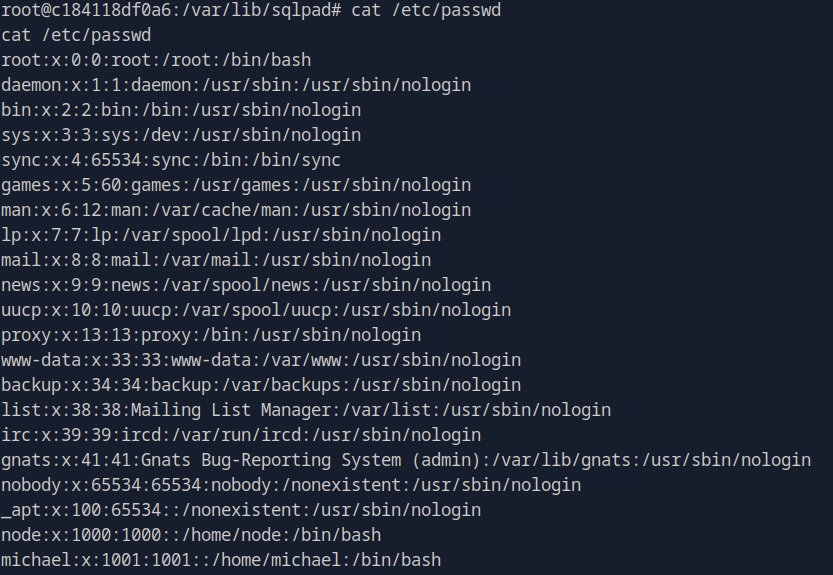 root@c184118df0a6:/var/lib/sqlpad# cat /etc/passwd
cat /etc/passwd
root:x:0:0:root:/root:/bin/bash
daemon:x:1:1:daemon:/usr/sbin:/usr/sbin/nologin
bin:x:2:2:bin:/bin:/usr/sbin/nologin
sys:x:3:3:sys:/dev:/usr/sbin/nologin
sync:x:4:65534:sync:/bin:/bin/sync
games:x:5:60:games:/usr/games:/usr/sbin/nologin
man:x:6:12:man:/var/cache/man:/usr/sbin/nologin
lp:x:7:7:lp:/var/spool/lpd:/usr/sbin/nologin
mail:x:8:8:mail:/var/mail:/usr/sbin/nologin
news:x:9:9:news:/var/spool/news:/usr/sbin/nologin
uucp:x:10:10:uucp:/var/spool/uucp:/usr/sbin/nologin
proxy:x:13:13:proxy:/bin:/usr/sbin/nologin
www-data:x:33:33:www-data:/var/www:/usr/sbin/nologin
backup:x:34:34:backup:/var/backups:/usr/sbin/nologin
list:x:38:38:Mailing List Manager:/var/list:/usr/sbin/nologin
irc:x:39:39:ircd:/var/run/ircd:/usr/sbin/nologin
gnats:x:41:41:Gnats Bug-Reporting System (admin):/var/lib/gnats:/usr/sbin/nologin
nobody:x:65534:65534:nobody:/nonexistent:/usr/sbin/nologin
_apt:x:100:65534::/nonexistent:/usr/sbin/nologin
node:x:1000:1000::/home/node:/bin/bash
michael:x:1001:1001::/home/michael:/bin/bash